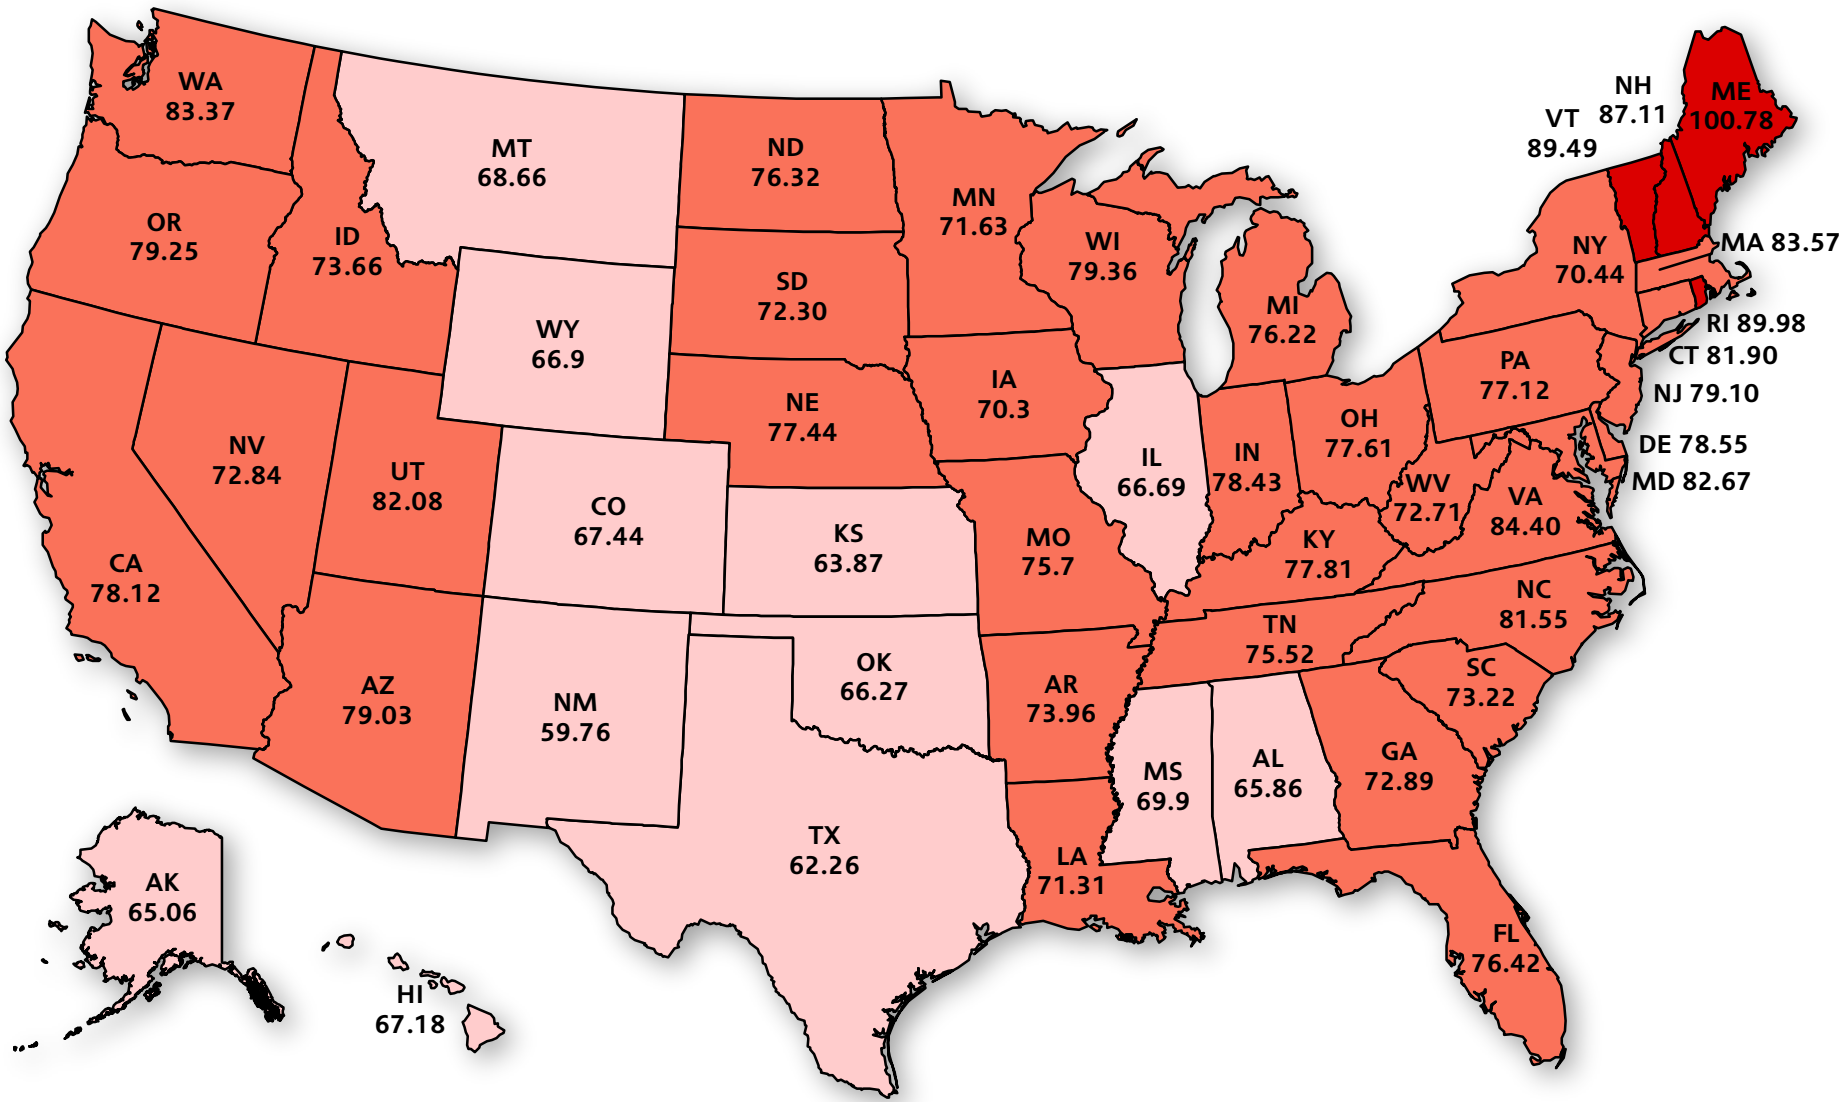 WA
83.37
OR
79.25
ID
73.66
MT
68.66
ND
76.32
MN
71.63
SD
72.30
WY
66.9
WI
79.36
MI
76.22
NY
70.44
VT
89.49
NH
87.11
ME
100.78
MA 83.57
RI 89.98
CT 81.90
NJ 79.10
DE 78.55
MD 82.67
PA
77.12
CA
78.12
NV
72.84
UT
82.08
CO
67.44
NE
77.44
IA
70.3
IL
66.69
IN
78.43
OH
77.61
WV
72.71
VA
84.40
KS
63.87
MO
75.7
KY
77.81
NC
81.55
TN
75.52
SC
73.22
AZ
79.03
NM
59.76
OK
66.27
AR
73.96
MS
69.9
AL
65.86
GA
72.89
TX
62.26
LA
71.31
FL
76.42
AK
65.06
HI
67.18